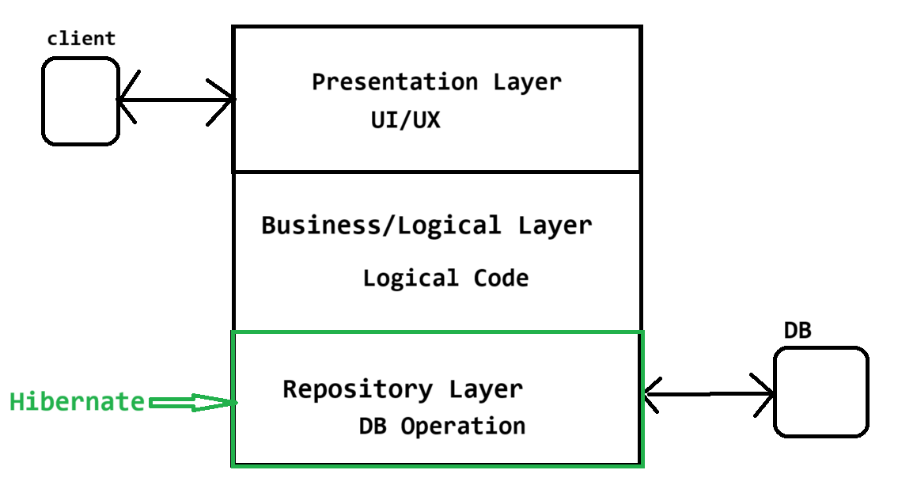 client
Presentation Layer
UI/UX
Business/Logical Layer
Logical Code
DB
Repository Layer
Hibernate
DB Operation